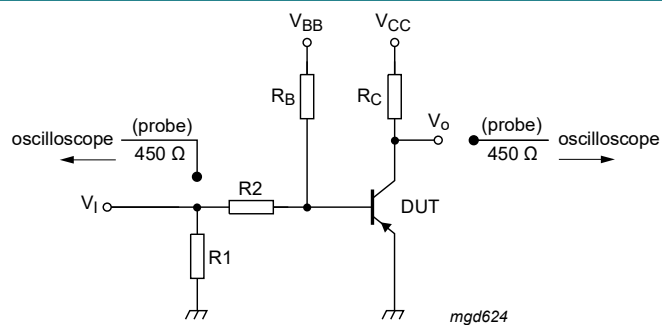 V_BB
V_CC
R_B
R_C
V_o
(probe)
450 Ω
oscilloscope
(probe)
450 Ω
oscilloscope
R2
V_I
DUT
R1
mgd624